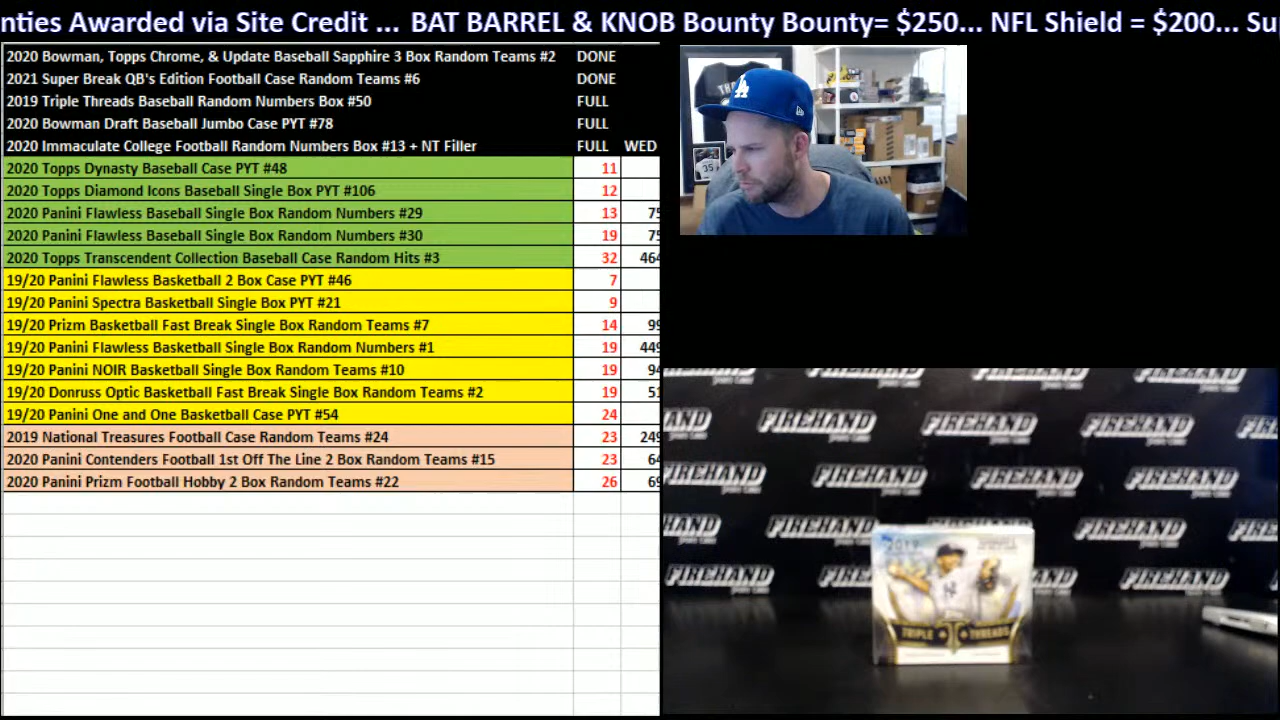 nties Awarded via Site Credit ... BAT BARREL & KNOB Bounty Bounty= $250... NFL Shield = $200... Su
2020 Bowman, Topps Chrome, & Update Baseball Sapphire 3 Box Random Teams #2 DONE
2021 Super Break QB's Edition Football Case Random Teams #6 DONE
2019 Triple Threads Baseball Random Numbers Box #50 FULL
2020 Bowman Draft Baseball Jumbo Case PYT #78 FULL
2020 Immaculate College Football Random Numbers Box #13 + NT Filler FULL WED
2020 Topps Dynasty Baseball Case PYT #48 11
2020 Topps Diamond Icons Baseball Single Box PYT #106 12
2020 Panini Flawless Baseball Single Box Random Numbers #29 13 75
2020 Panini Flawless Baseball Single Box Random Numbers #30 19 75
2020 Topps Transcendent Collection Baseball Case Random Hits #3 32 464
19/20 Panini Flawless Basketball 2 Box Case PYT #46 7
19/20 Panini Spectra Basketball Single Box PYT #21 9
19/20 Prizm Basketball Fast Break Single Box Random Teams #7 14 99
19/20 Panini Flawless Basketball Single Box Random Numbers #1 19 449
19/20 Panini NOIR Basketball Single Box Random Teams #10 19 94
19/20 Donruss Optic Basketball Fast Break Single Box Random Teams #2 19 51
19/20 Panini One and One Basketball Case PYT #54 24
2019 National Treasures Football Case Random Teams #24 23 249
2020 Panini Contenders Football 1st Off The Line 2 Box Random Teams #15 23 64
2020 Panini Prizm Football Hobby 2 Box Random Teams #22 26 69
35
FIREHAND
2019
TRIPLE THREADS